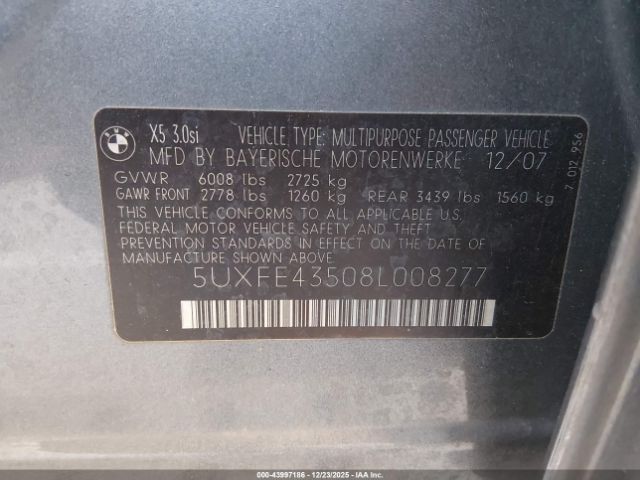 BMW
X5 3.0si VEHICLE TYPE: MULTIPURPOSE PASSENGER VEHICLE
MFD BY BAYERISCHE MOTORENWERKE 12/07
GVWR 6008 lbs 2725 kg
GAWR FRONT 2778 lbs 1260 kg REAR 3439 lbs 1560 kg
THIS VEHICLE CONFORMS TO ALL APPLICABLE U.S.
FEDERAL MOTOR VEHICLE SAFETY AND THEFT
PREVENTION STANDARDS IN EFFECT ON THE DATE OF
MANUFACTURE SHOWN ABOVE.
5UXFE43508L008277
7 012 956
00-43997186 - 12/23/2025 - COPYRIGHT © IAA, LLC.